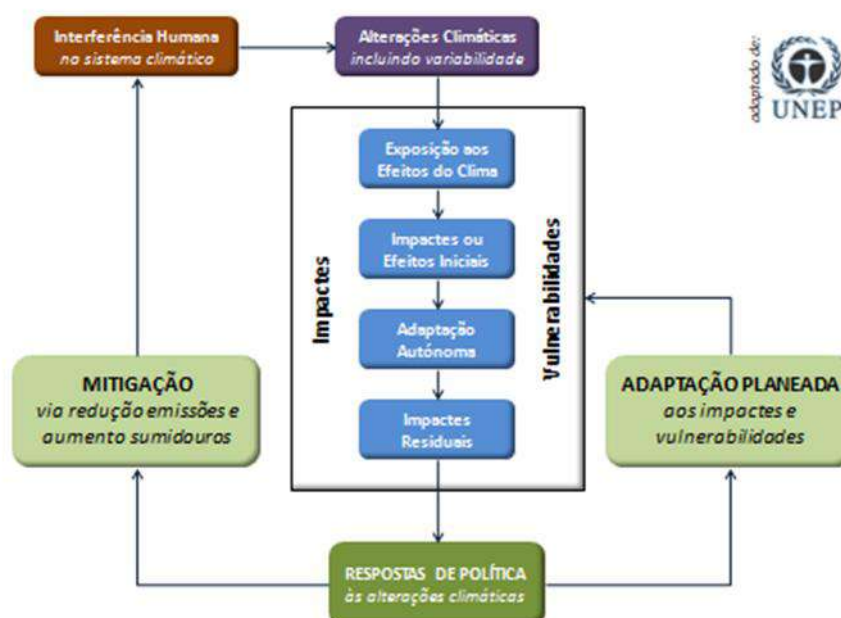 Interferência Humana
no sistema climático
Alterações Climáticas
incluindo variabilidade
adaptado de:
UNEP
Exposição aos
Efeitos do Clima
Impactes ou
Efeitos Iniciais
Adaptação
Autónoma
Impactes
Residuais
Impactes
Vulnerabilidades
MITIGAÇÃO
via redução emissões e
aumento sumidouros
ADAPTAÇÃO PLANEADA
aos impactes e
vulnerabilidades
RESPOSTAS DE POLÍTICA
às alterações climáticas